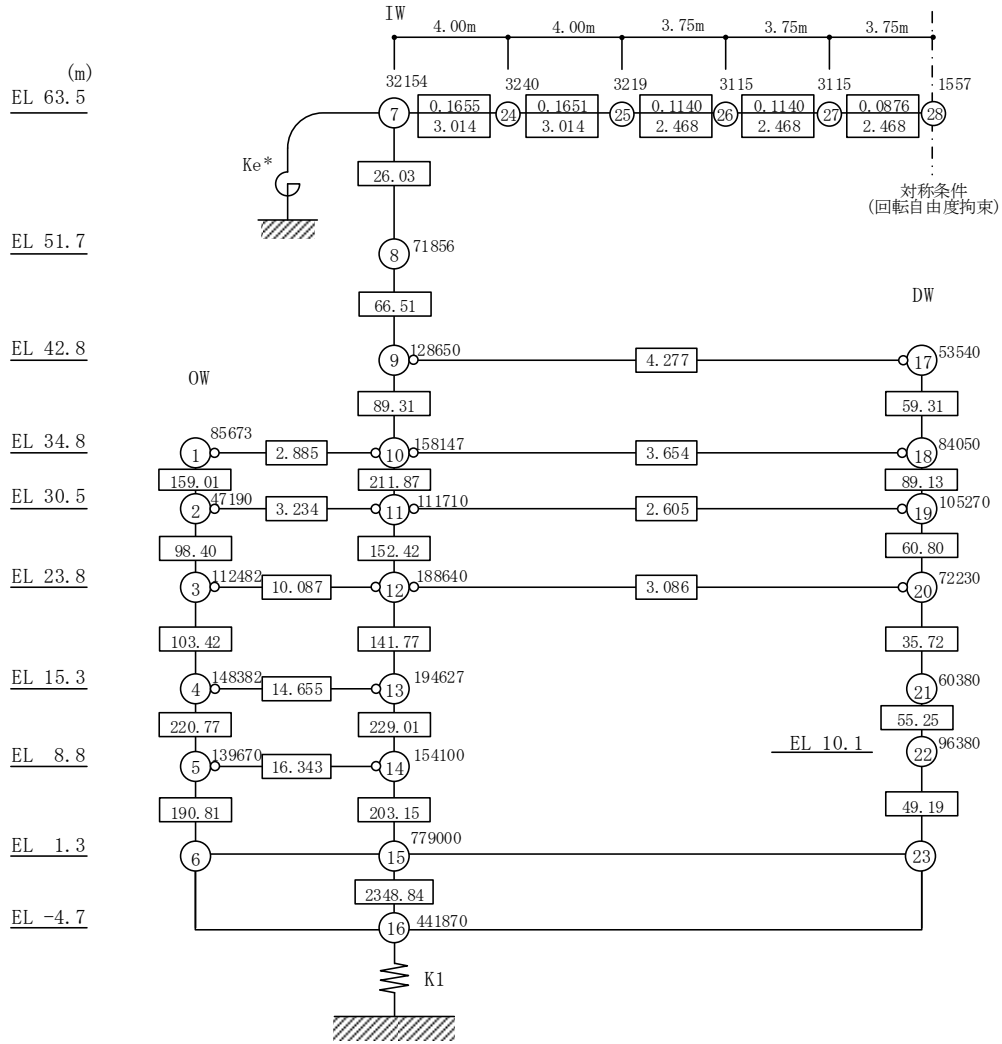 IW
4.00m 4.00m 3.75m 3.75m 3.75m
(m)
32154 3240 3219 3115 3115 1557
EL 63.5
7 0.1655 24 0.1651 25 0.1140 26 0.1140 27 0.0876 28
3.014 3.014 2.468 2.468 2.468
Ke*
26.03
対称条件
(回転自由度拘束)
EL 51.7
8 71856
66.51
DW
EL 42.8
9 128650 4.277 17 53540
OW
89.31 59.31
EL 34.8
1 85673 2.885 10 158147 3.654 18 84050
159.01 211.87 89.13
EL 30.5
2 47190 3.234 11 111710 2.605 19 105270
98.40 152.42 60.80
EL 23.8
3 112482 10.087 12 188640 3.086 20 72230
103.42 141.77 35.72
EL 15.3
4 148382 14.655 13 194627 21 60380
220.77 229.01 55.25
EL 10.1
22 96380
EL 8.8
5 139670 16.343 14 154100
190.81 203.15 49.19
779000
EL 1.3
6 15 23
2348.84
EL -4.7
16 441870
K1